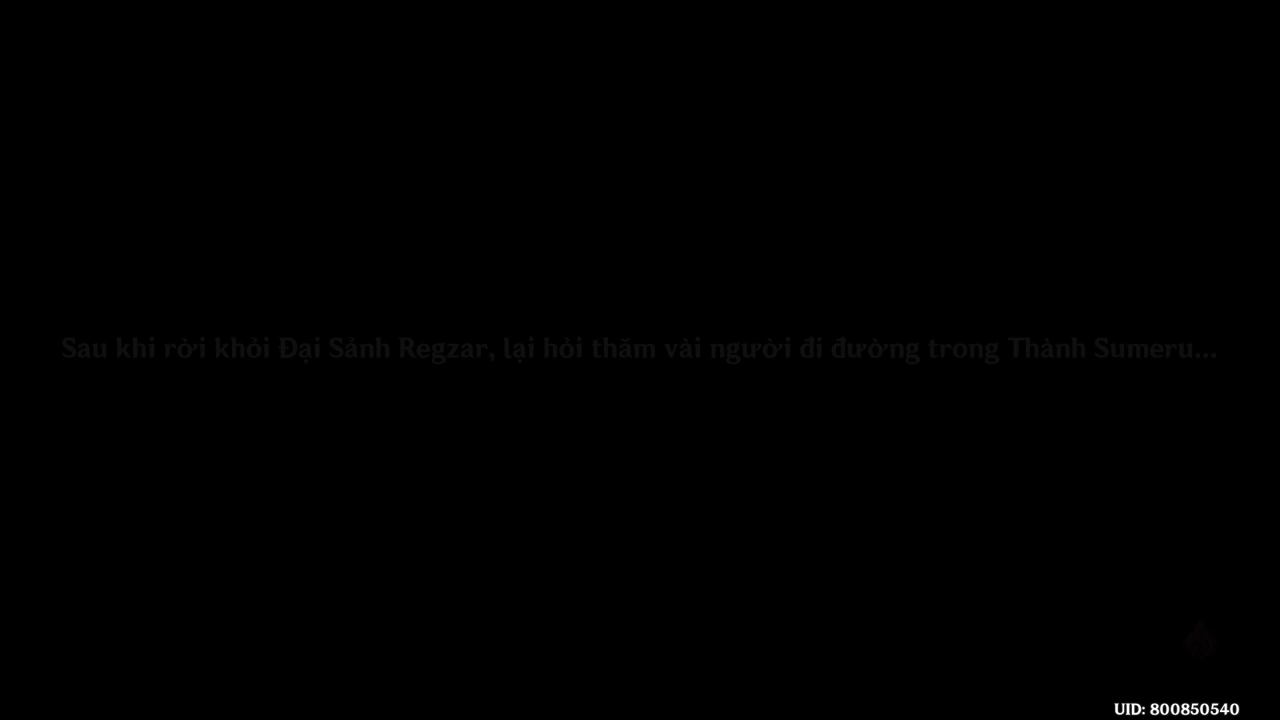 Sau khi rời khỏi Đại Sảnh Regzar, lại hỏi thăm vài người đi đường trong Thành Sumeru...
UID: 800850540